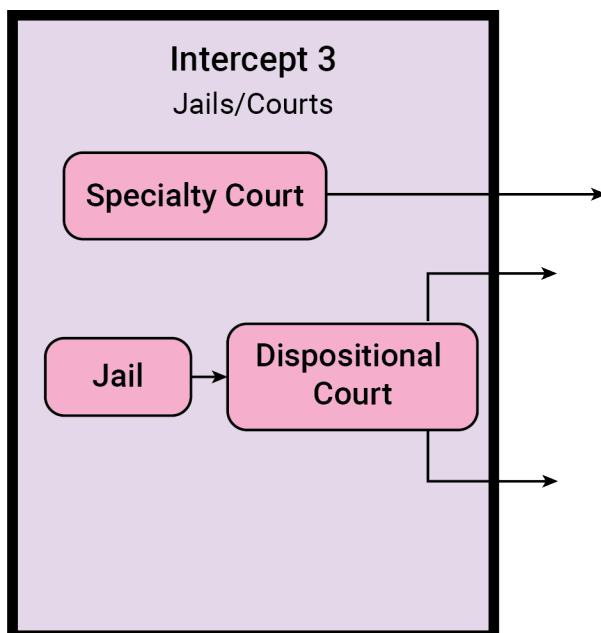 Intercept 3
Jails/Courts
Specialty Court
Jail
Dispositional
Court